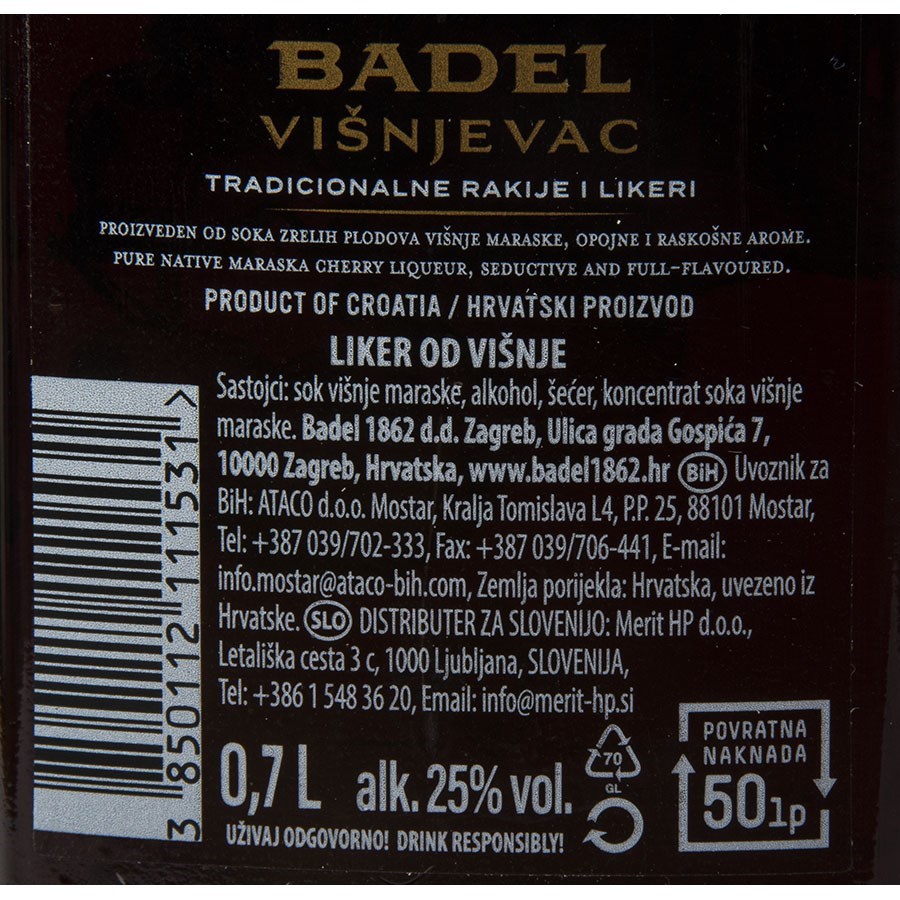 BADEL
VIŠNJEVAC
TRADICIONALNE RAKIJE I LIKERI
PROIZVEDEN OD SOKA ZRELIH PLODOVA VIŠNJE MARASKE, OPOJNE I RASKOŠNE AROME.
PURE NATIVE MARASKA CHERRY LIQUEUR, SEDUCTIVE AND FULL-FLAVOURED.
PRODUCT OF CROATIA / HRVATSKI PROIZVOD
LIKER OD VIŠNJE
Sastojci: sok višnje maraske, alkohol, šećer, koncentrat soka višnje
maraske. Badel 1862 d.d. Zagreb, Ulica grada Gospića 7,
10000 Zagreb, Hrvatska, www.badel1862.hr BiH Uvoznik za
BiH: ATACO d.o.o. Mostar, Kralja Tomislava L4, P.P. 25, 88101 Mostar,
Tel: +387 039/702-333, Fax: +387 039/706-441, E-mail:
info.mostar@ataco-bih.com, Zemlja porijekla: Hrvatska, uvezeno iz
Hrvatske. SLO DISTRIBUTER ZA SLOVENIJO: Merit HP d.o.o.,
Letališka cesta 3 c, 1000 Ljubljana, SLOVENIJA,
Tel: +386 1 548 36 20, Email: info@merit-hp.si
3 850112 111531 >
0,7 L alk. 25% vol.
UŽIVAJ ODGOVORNO! DRINK RESPONSIBLY!
70
GL
POVRATNA
NAKNADA
50 lp